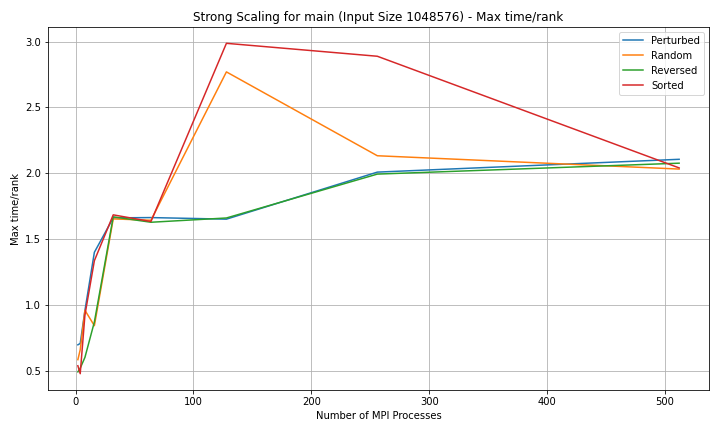 Strong Scaling for main (Input Size 1048576) - Max time/rank
Perturbed
Random
Reversed
Sorted
3.0
2.5
2.0
1.5
1.0
0.5
Max time/rank
0 100 200 300 400 500
Number of MPI Processes